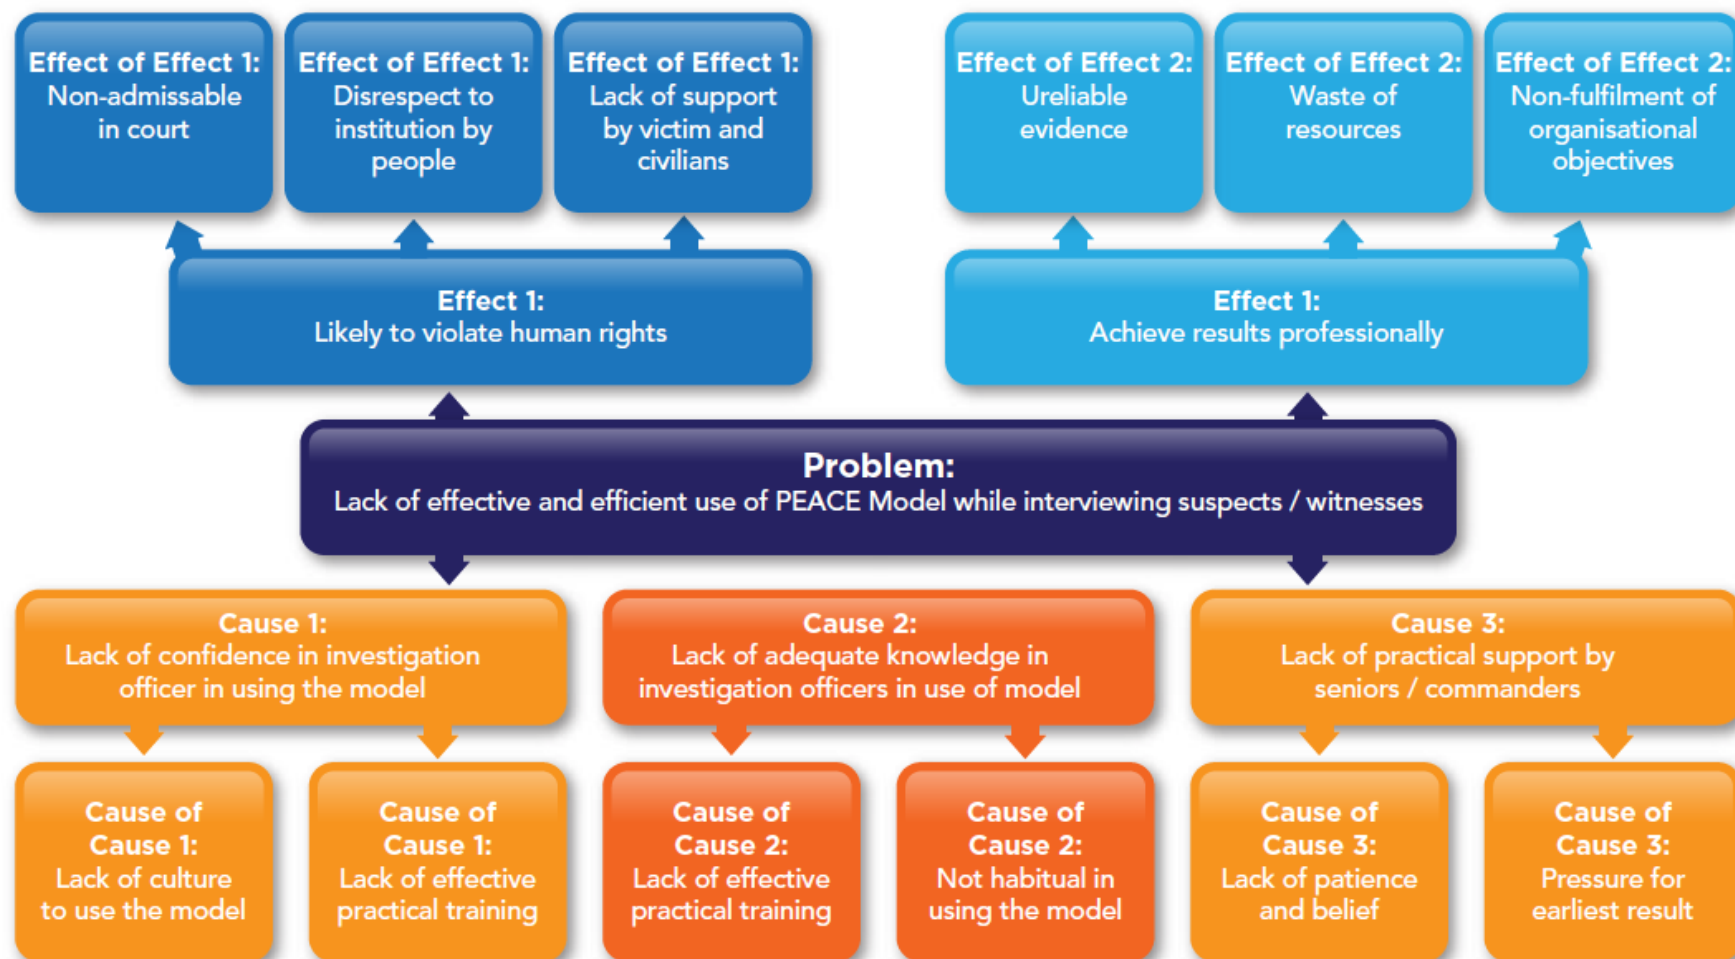 Effect of Effect 1:
Non-admissable
in court
Effect of Effect 1:
Disrespect to
institution by
people
Effect of Effect 1:
Lack of support
by victim and
civilians
Effect of Effect 2:
Ureliable
evidence
Effect of Effect 2:
Waste of
resources
Effect of Effect 2:
Non-fulfilment of
organisational
objectives
Effect 1:
Likely to violate human rights
Effect 1:
Achieve results professionally
Problem:
Lack of effective and efficient use of PEACE Model while interviewing suspects / witnesses
Cause 1:
Lack of confidence in investigation
officer in using the model
Cause 2:
Lack of adequate knowledge in
investigation officers in use of model
Cause 3:
Lack of practical support by
seniors / commanders
Cause of
Cause 1:
Lack of culture
to use the model
Cause of
Cause 1:
Lack of effective
practical training
Cause of
Cause 2:
Lack of effective
practical training
Cause of
Cause 2:
Not habitual in
using the model
Cause of
Cause 3:
Lack of patience
and belief
Cause of
Cause 3:
Pressure for
earliest result